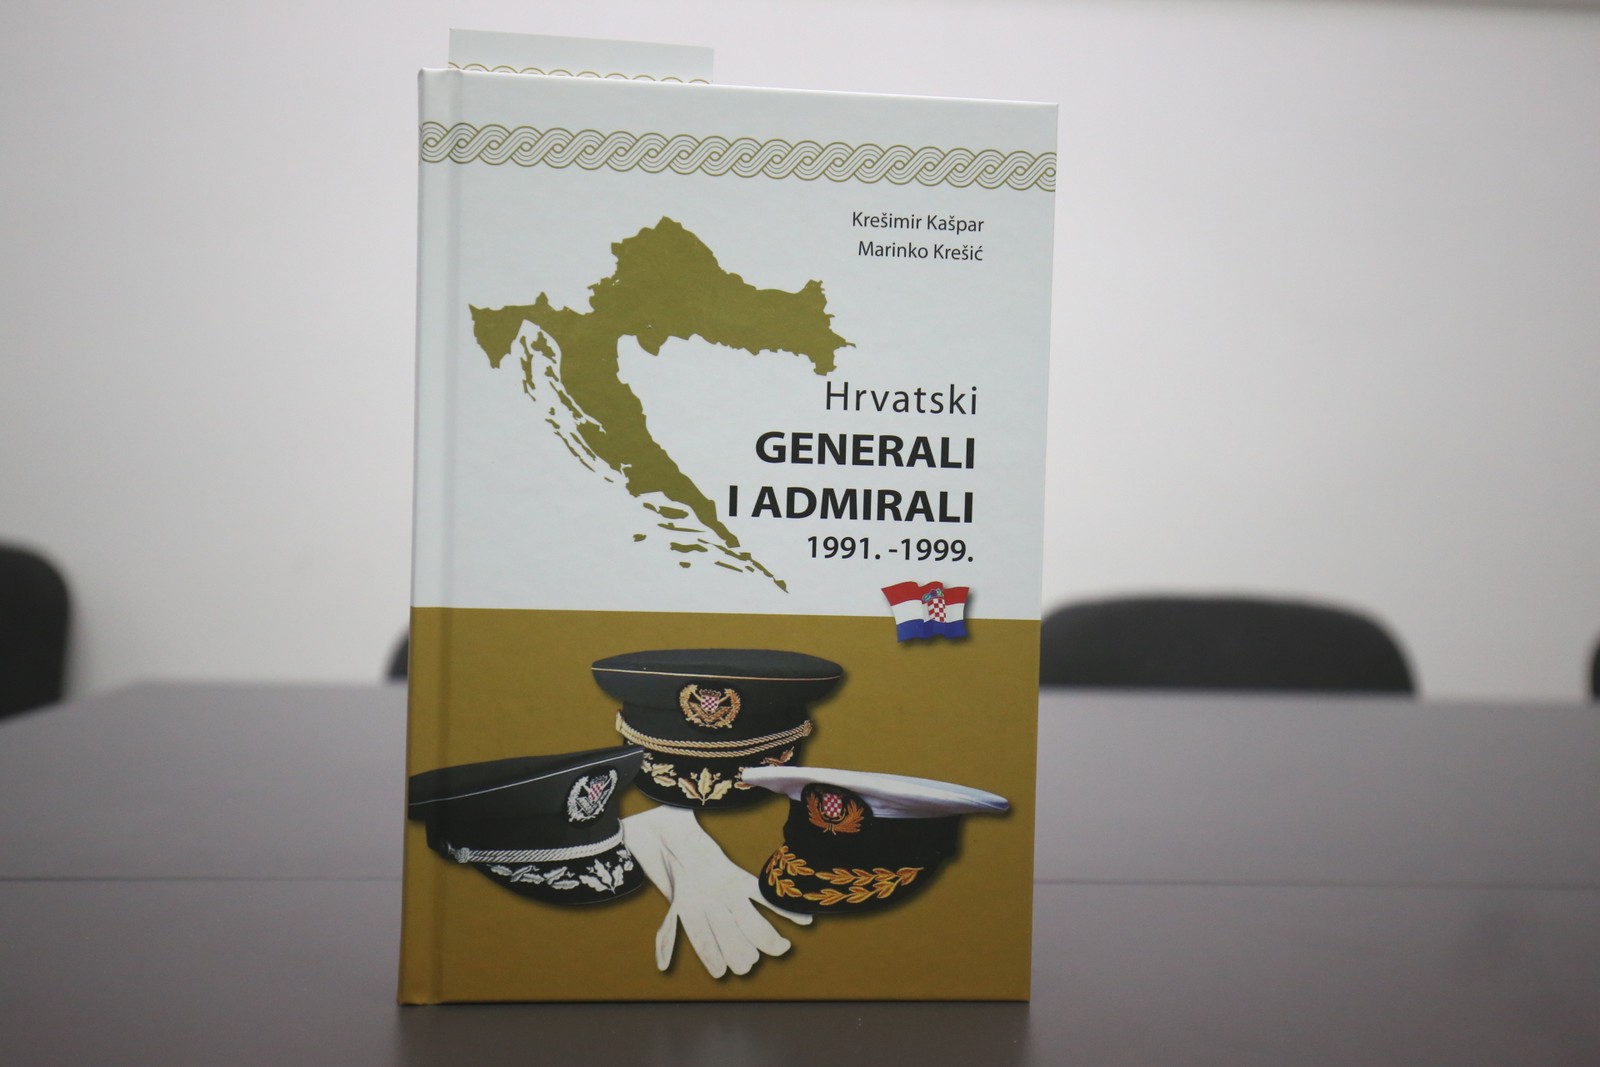 Krešimir Kašpar
Marinko Krešić
Hrvatski
GENERALI
I ADMIRALI
1991. -1999.